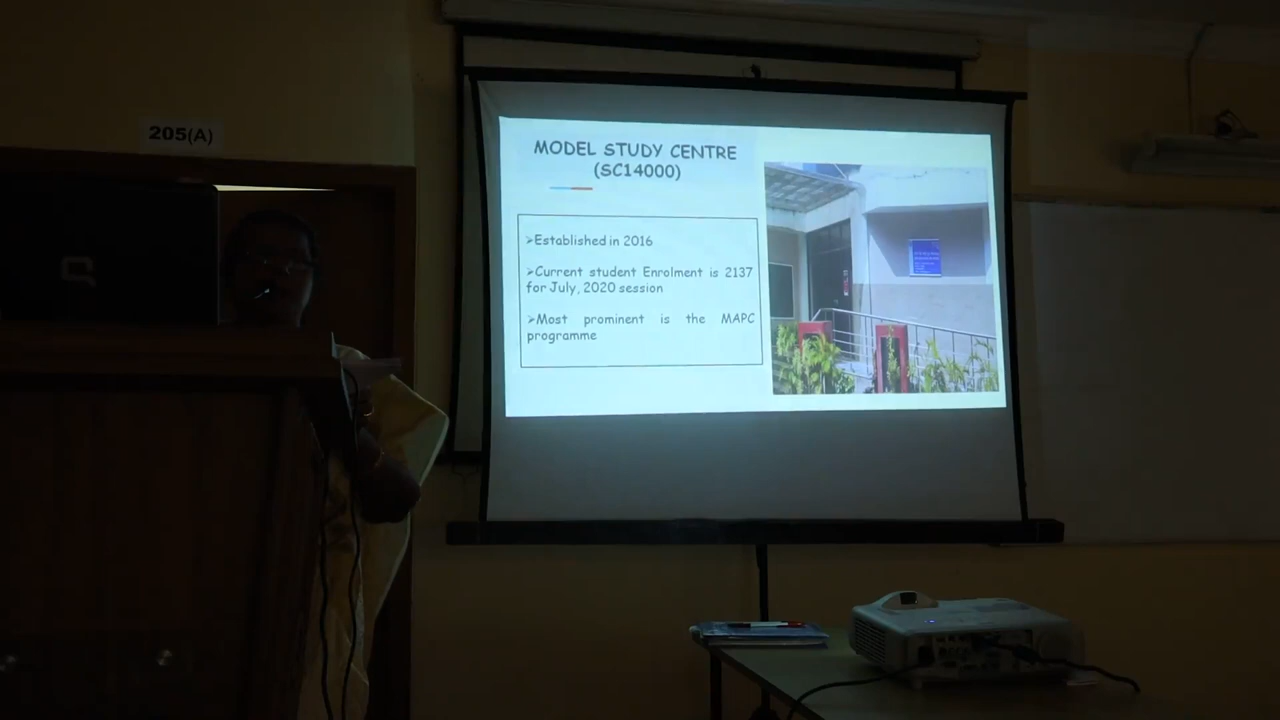 205(A)
MODEL STUDY CENTRE
(SC14000)
➢Established in 2016
➢Current student Enrolment is 2137
for July, 2020 session
➢Most prominent is the MAPC
programme